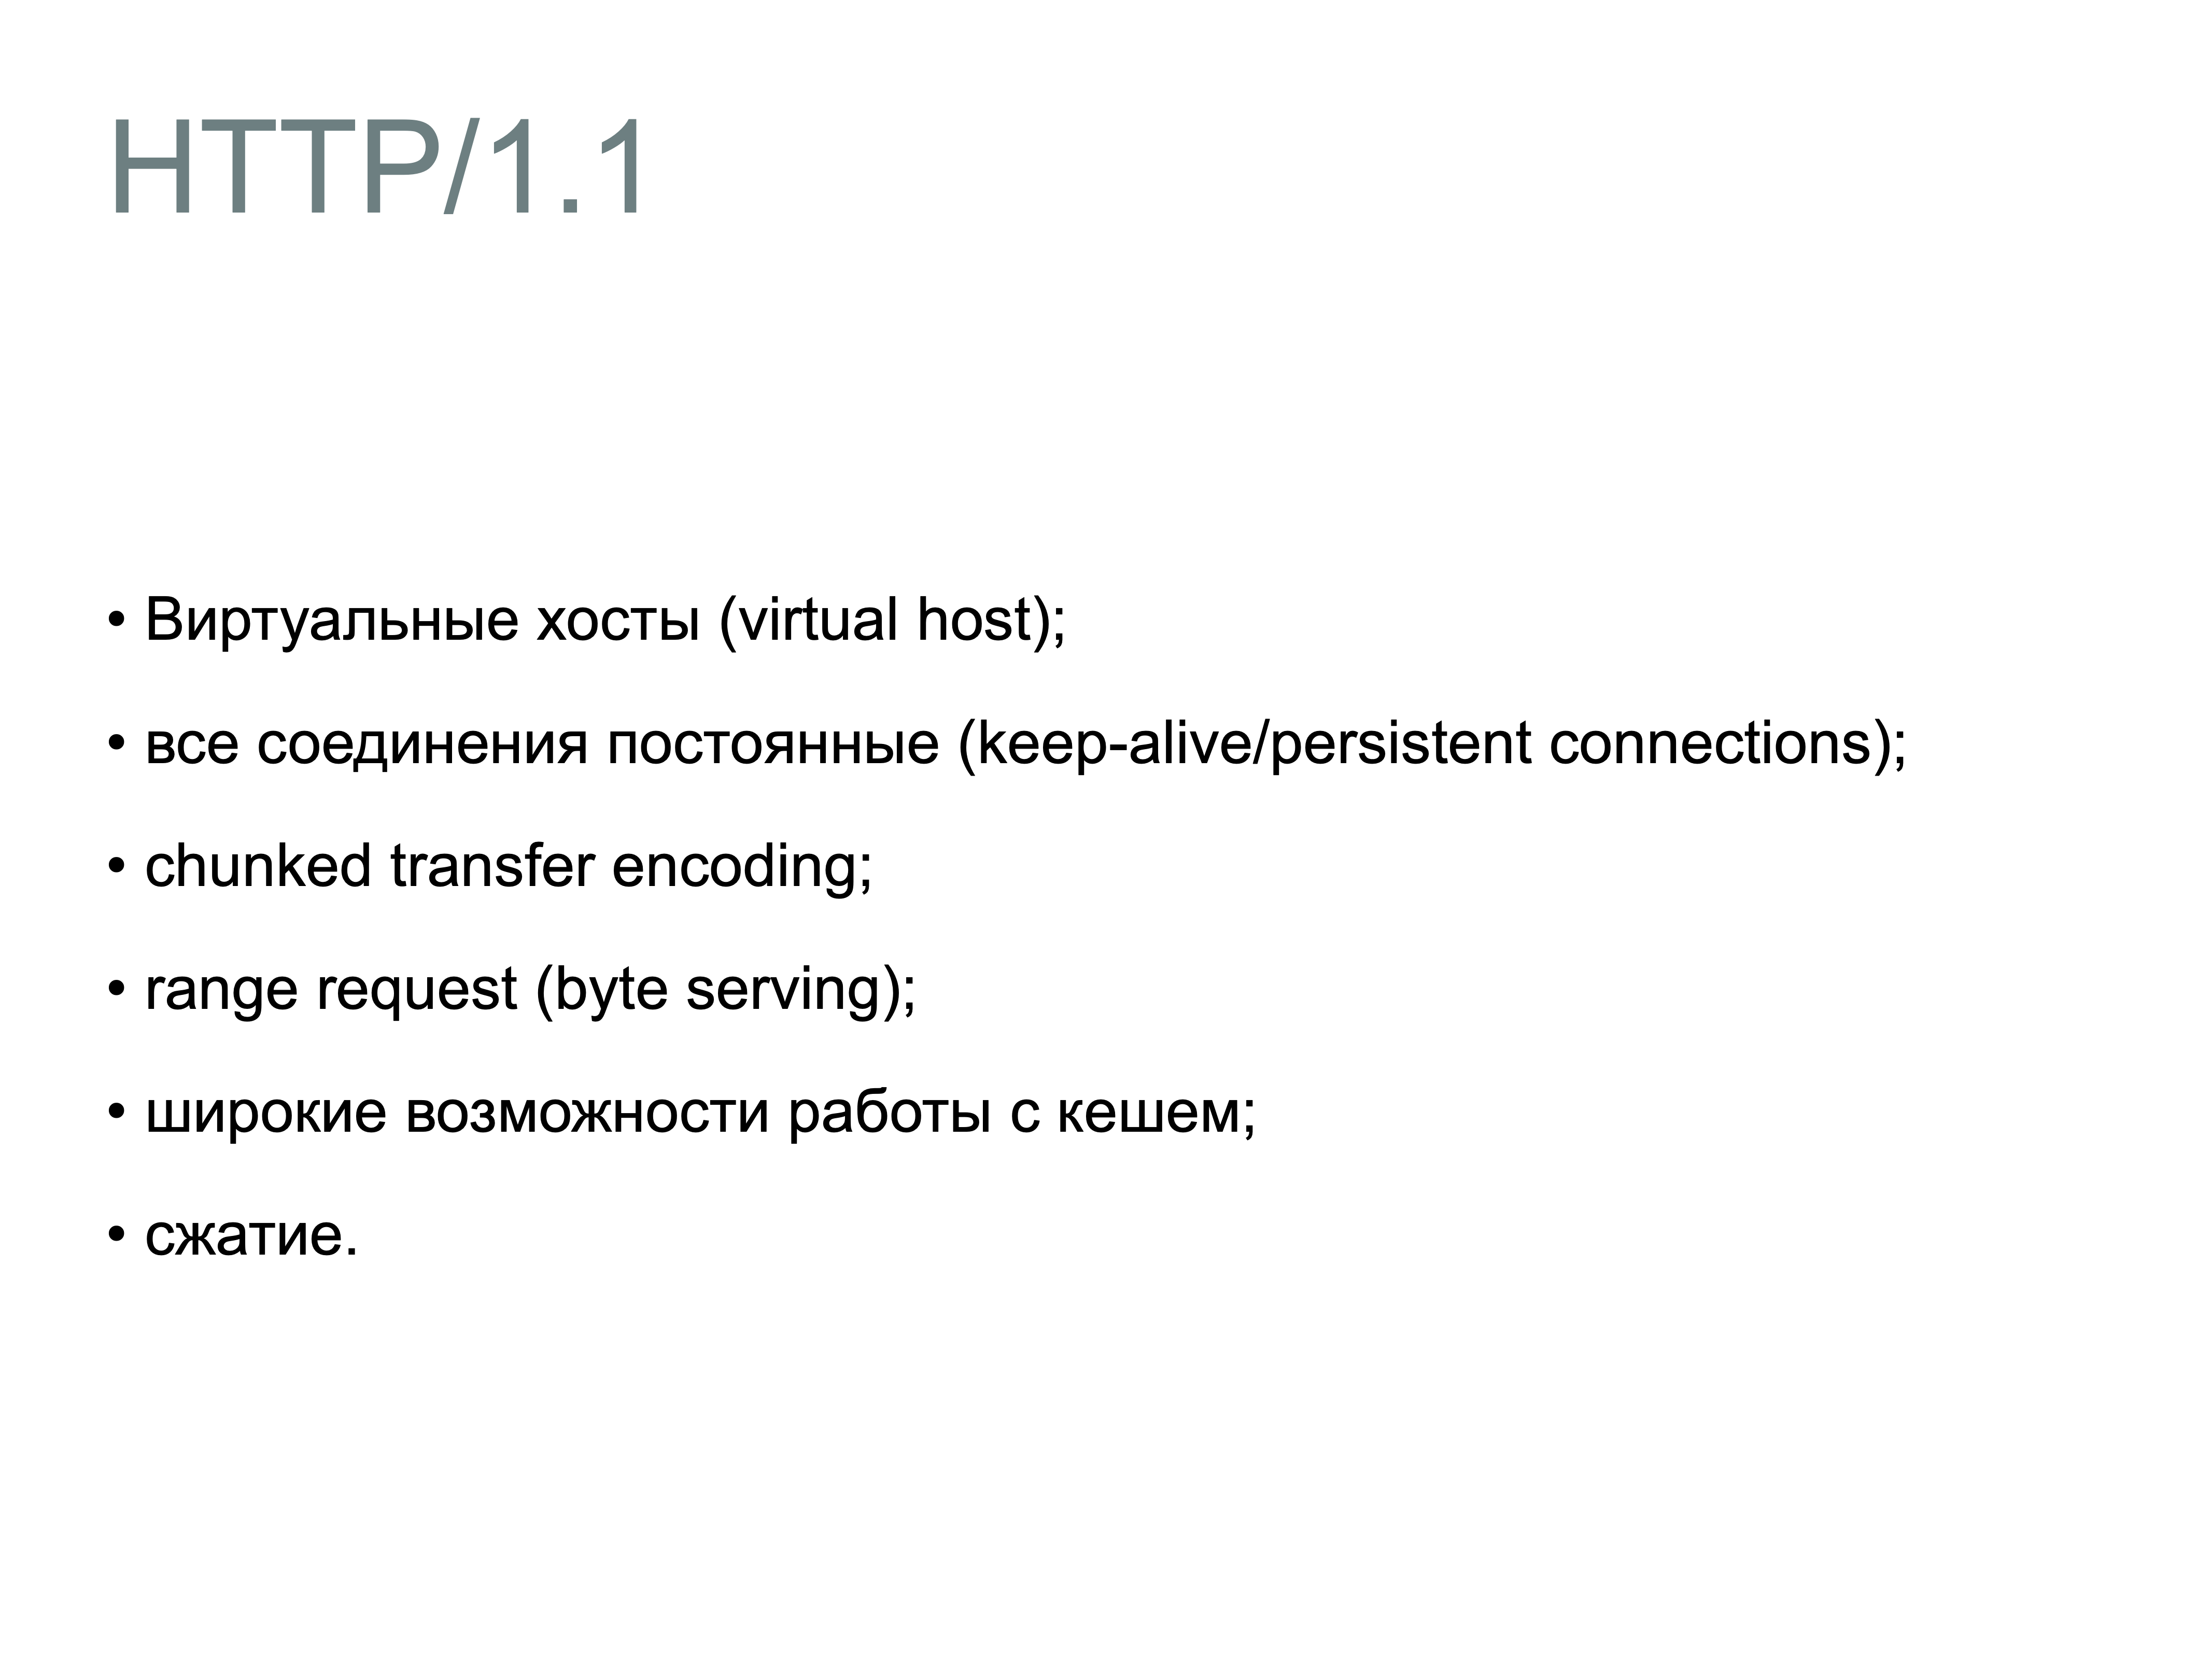 HTTP/1.1
• Виртуальные хосты (virtual host);
• все соединения постоянные (keep-alive/persistent connections);
• chunked transfer encoding;
• range request (byte serving);
• широкие возможности работы с кешем;
• сжатие.